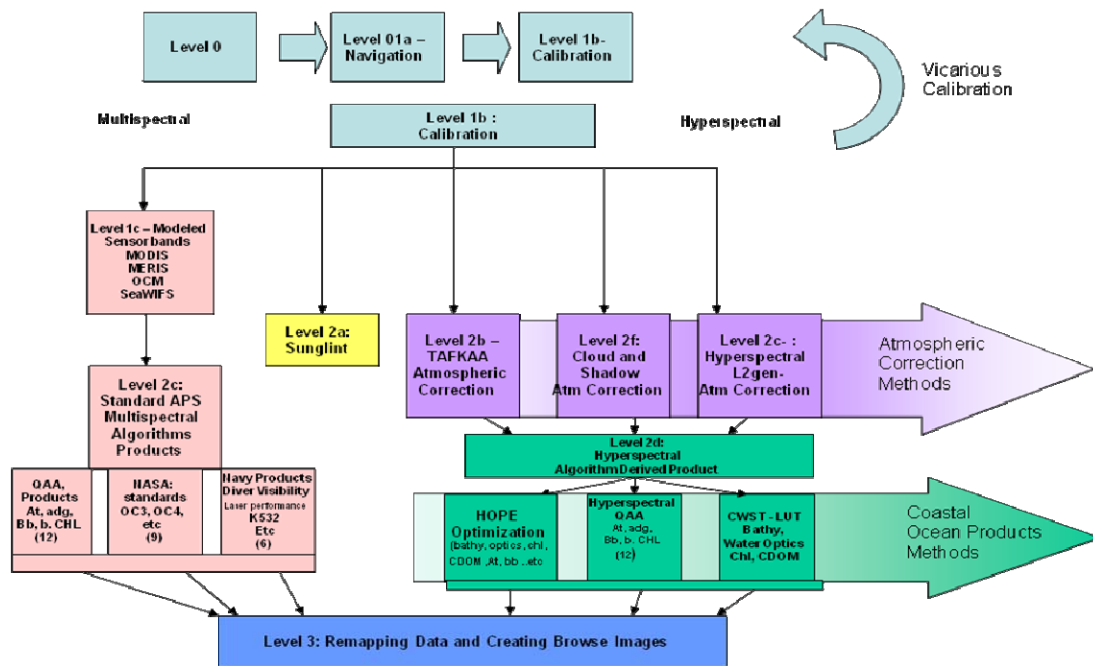 Level 0
Level 01a –
Navigation
Level 1b-
Calibration
Vicarious
Calibration
Multispectral
Level 1b :
Calibration
Hyperspectral
Level 1c – Modeled
Sensorbands
MODIS
MERIS
OCM
SeaWIFS
Level 2a:
Sunglint
Level 2b –
TAFKAA
Atmospheric
Correction
Level 2f:
Cloud and
Shadow
Atm Correction
Level 2c- :
Hyperspectral
L2gen-
Atm Correction
Atmospheric
Correction
Methods
Level 2c:
Standard APS
Multispectral
Algorithms
Products
Level 2d:
Hyperspectral
Algorithm Derived Product
QAA,
Products
At, adg,
Bb, b. CHL
(12)
NASA:
standards
OC3, OC4,
etc
(9)
Navy Products
Diver Visibility
Laser performance
K532
Etc
(6)
HOPE
Optimization
(bathy, optics, chl,
CDOM ,At, bb ..etc
Hyperspectral
QAA
At, adg,
Bb, b. CHL
(12)
CWST - LUT
Bathy,
Water Optics
Chl, CDOM
Coastal
Ocean Products
Methods
Level 3: Remapping Data and Creating Browse Images